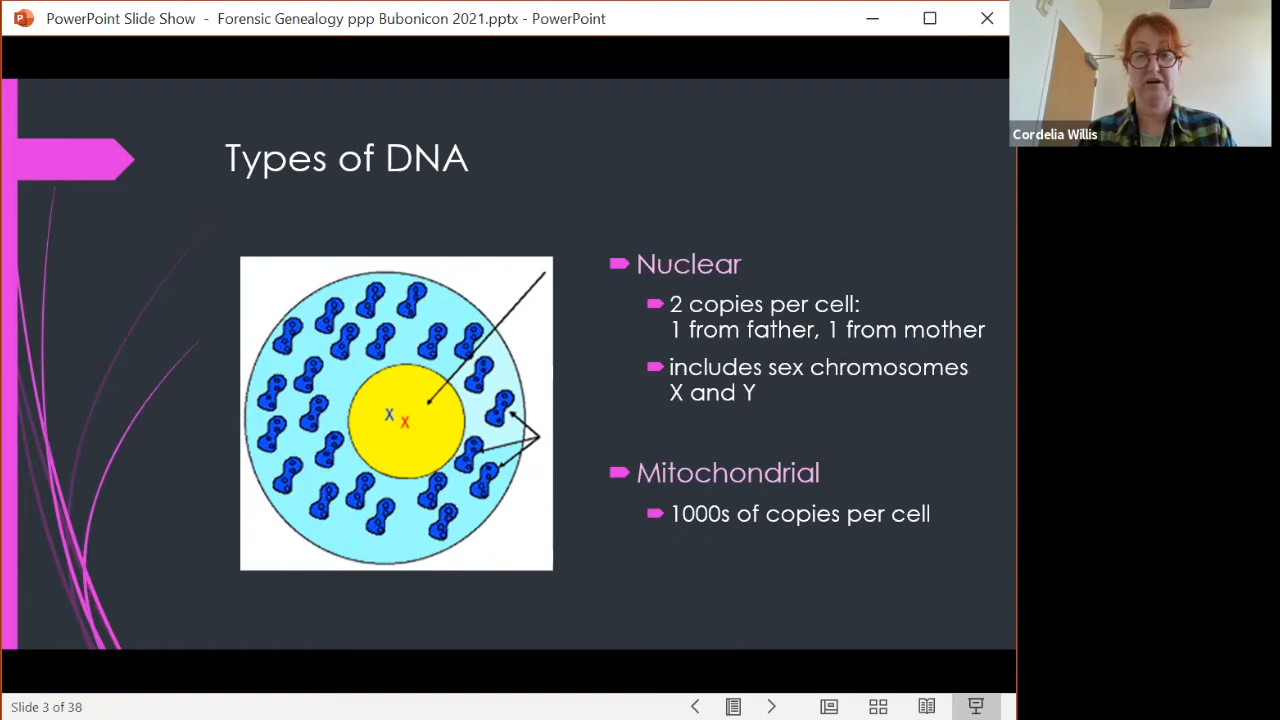 PowerPoint Slide Show - Forensic Genealogy ppp Bubonicon 2021.pptx - PowerPoint
Cordelia Willis
Types of DNA
Nuclear
2 copies per cell:
1 from father, 1 from mother
includes sex chromosomes
X and Y
Mitochondrial
1000s of copies per cell
X
X
Slide 3 of 38